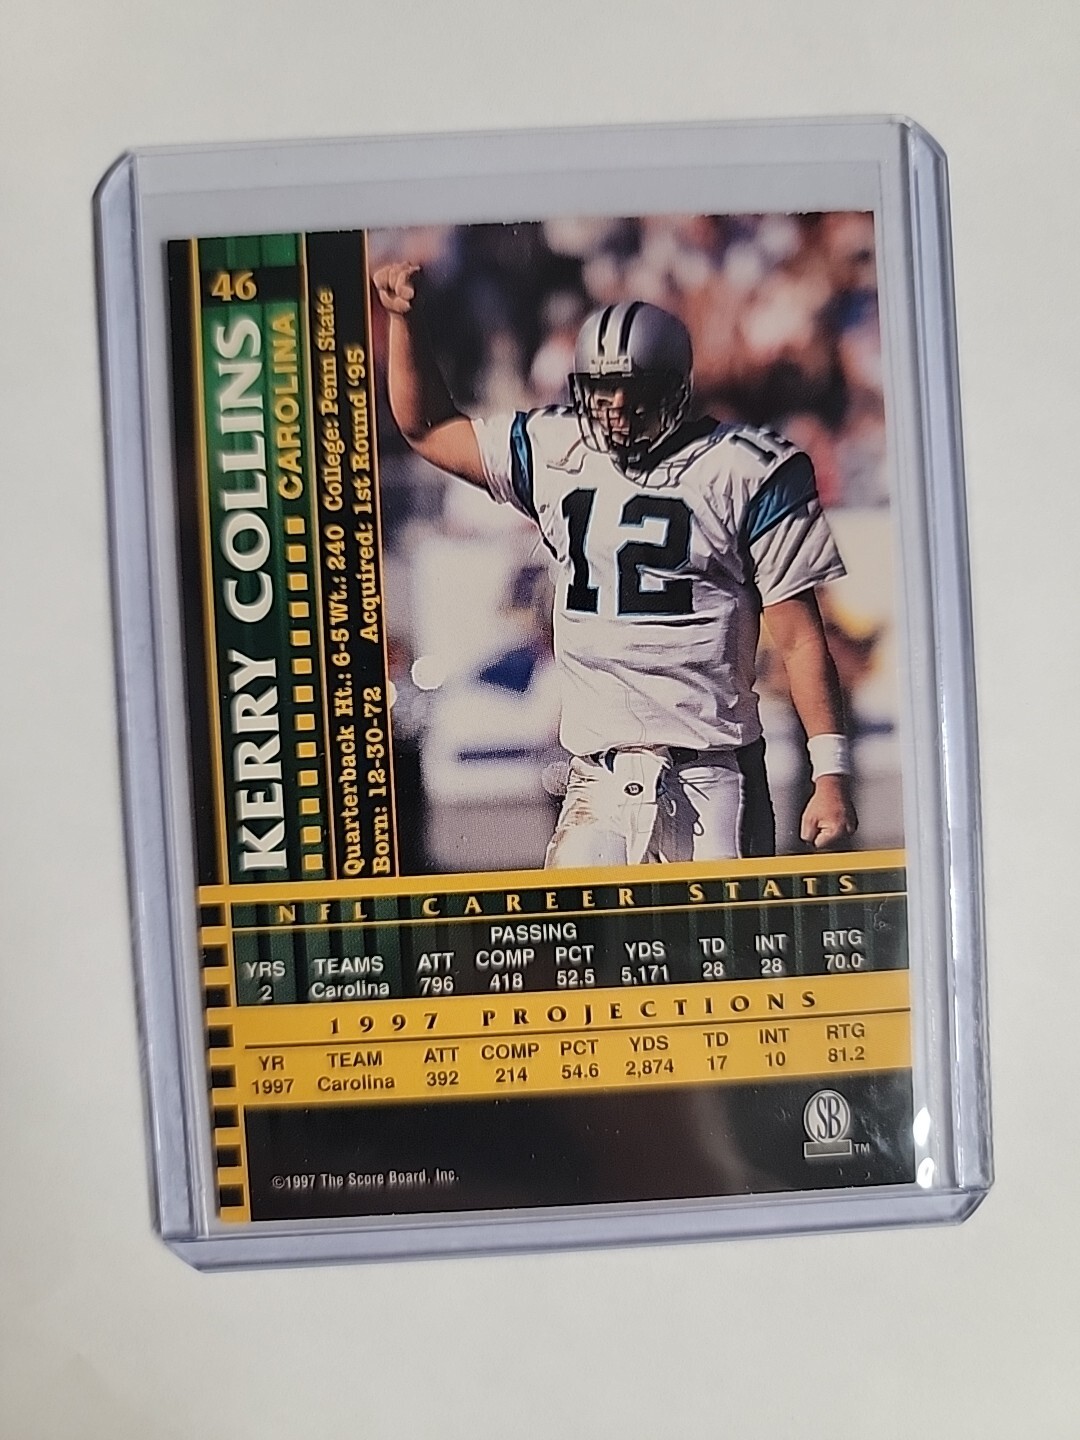 46
KERRY COLLINS
CAROLINA
Quarterback Ht.: 6-5 Wt.: 240 College: Penn State
Born: 12-30-72 Acquired: 1st Round '95
12
12
NFL CAREER STATS
PASSING
YRS TEAMS ATT COMP PCT YDS TD INT RTG
2 Carolina 796 418 52.5 5,171 28 28 70.0
1997 PROJECTIONS
YR TEAM ATT COMP PCT YDS TD INT RTG
1997 Carolina 392 214 54.6 2,874 17 10 81.2
SB
TM
©1997 The Score Board, Inc.